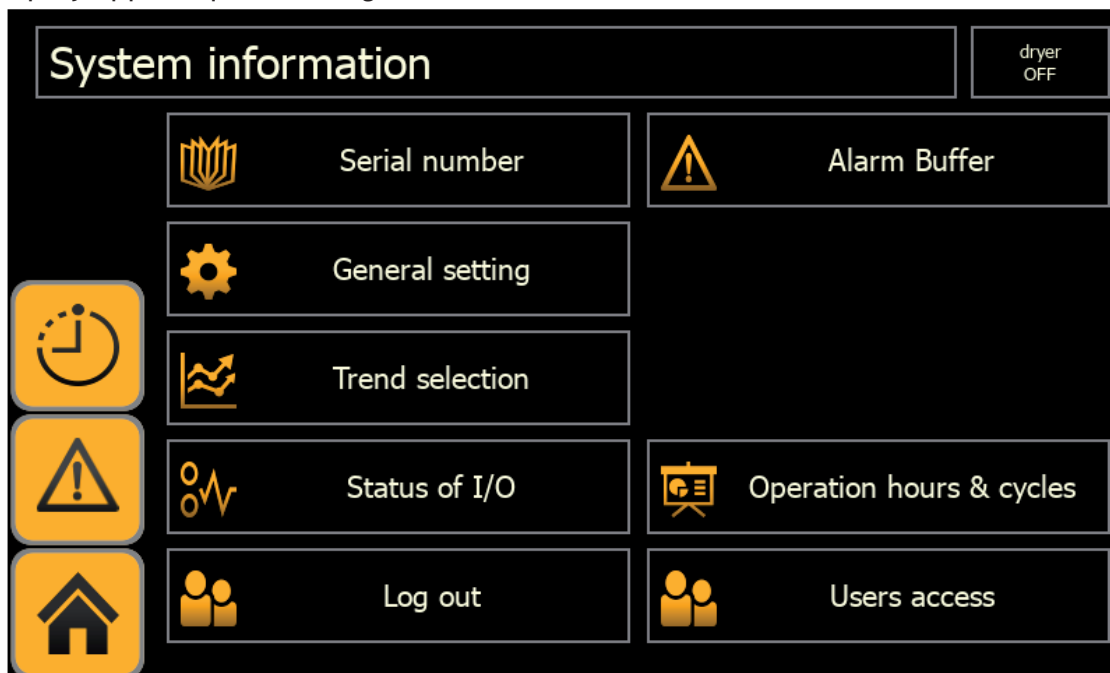 System information
dryer
OFF
Serial number
Alarm Buffer
General setting
Trend selection
Status of I/O
Operation hours & cycles
Log out
Users access